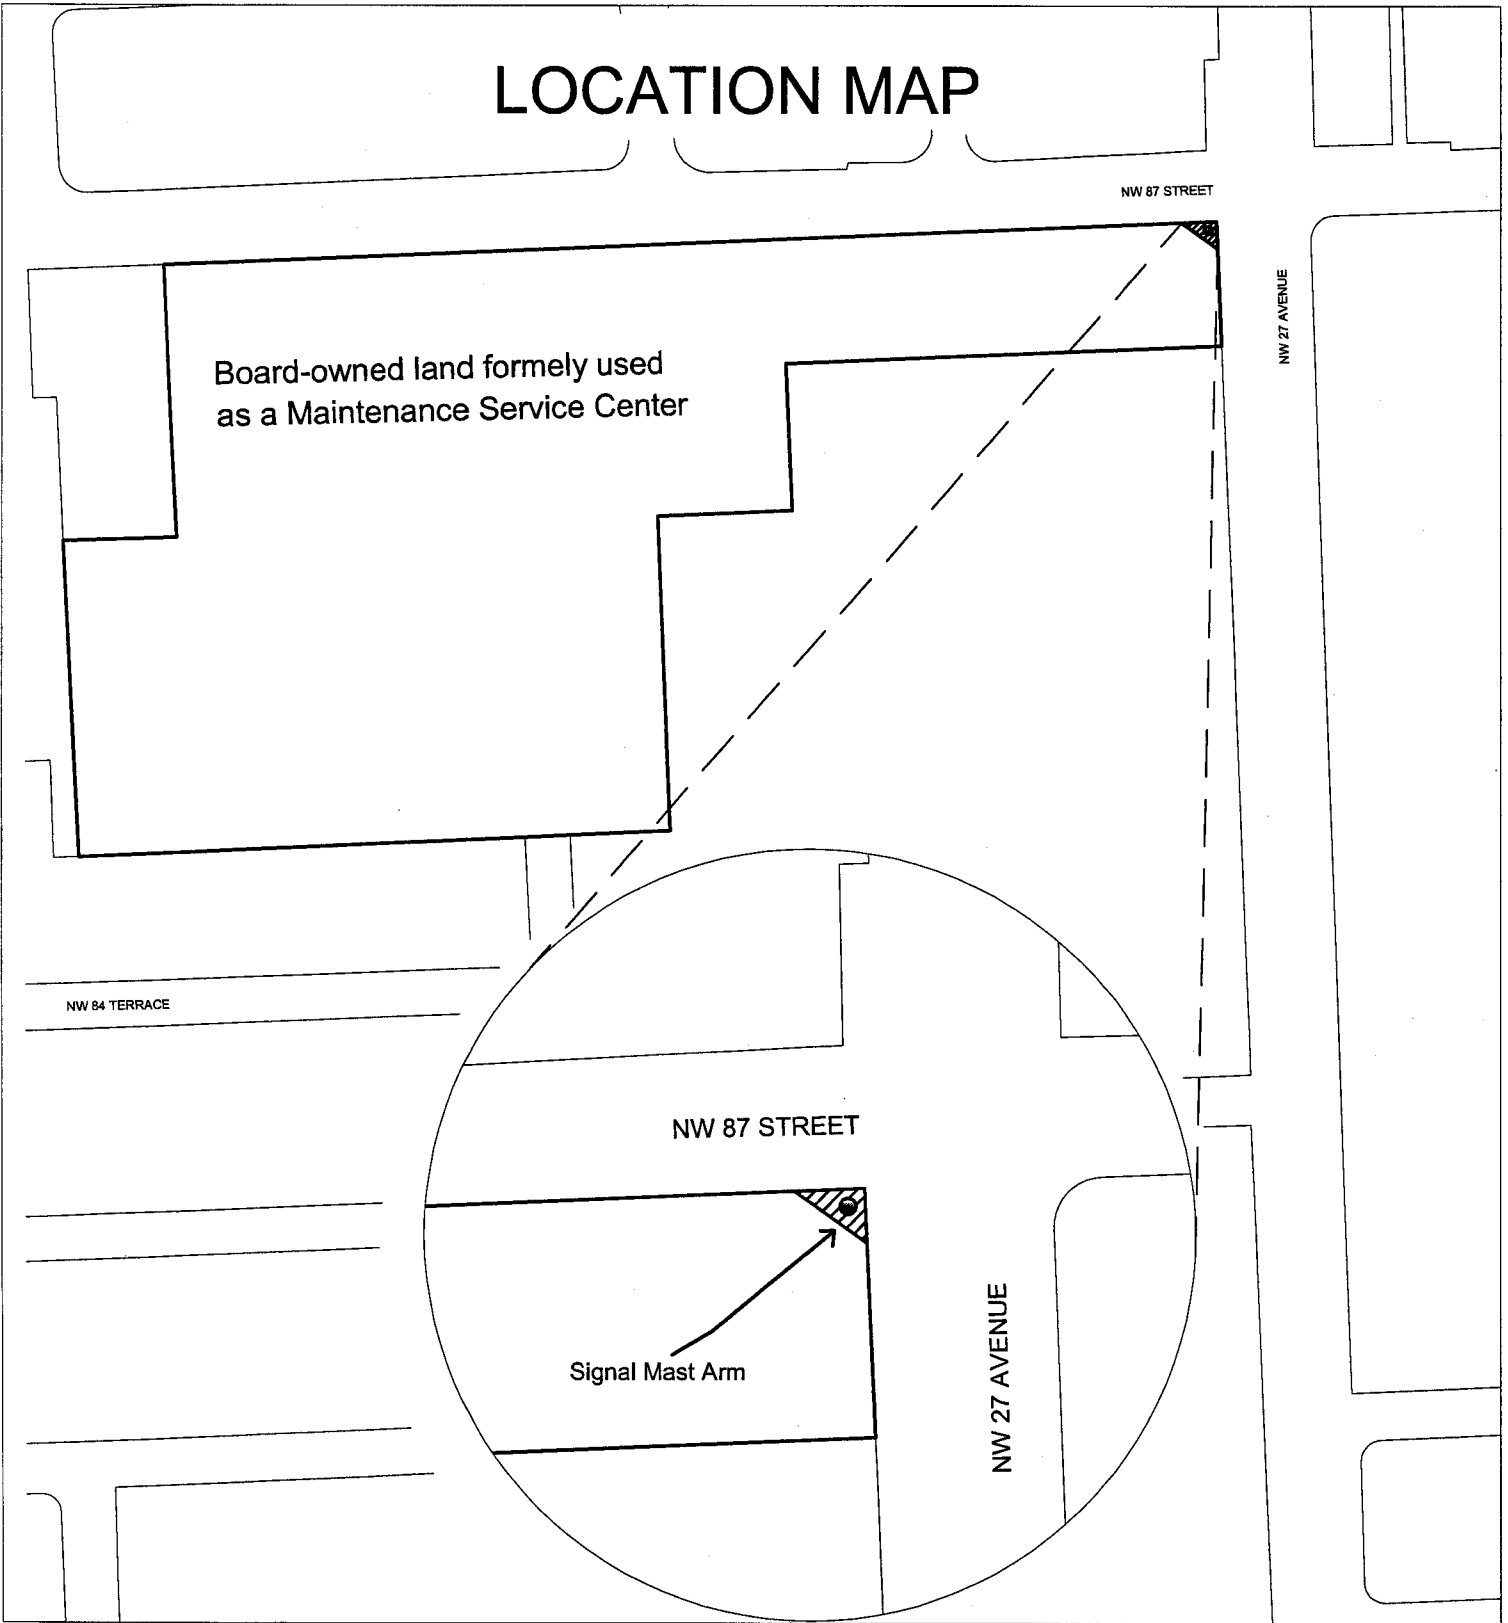 LOCATION MAP
NW 87 STREET
NW 27 AVENUE
Board-owned land formely used
as a Maintenance Service Center
NW 84 TERRACE
NW 87 STREET
Signal Mast Arm
NW 27 AVENUE